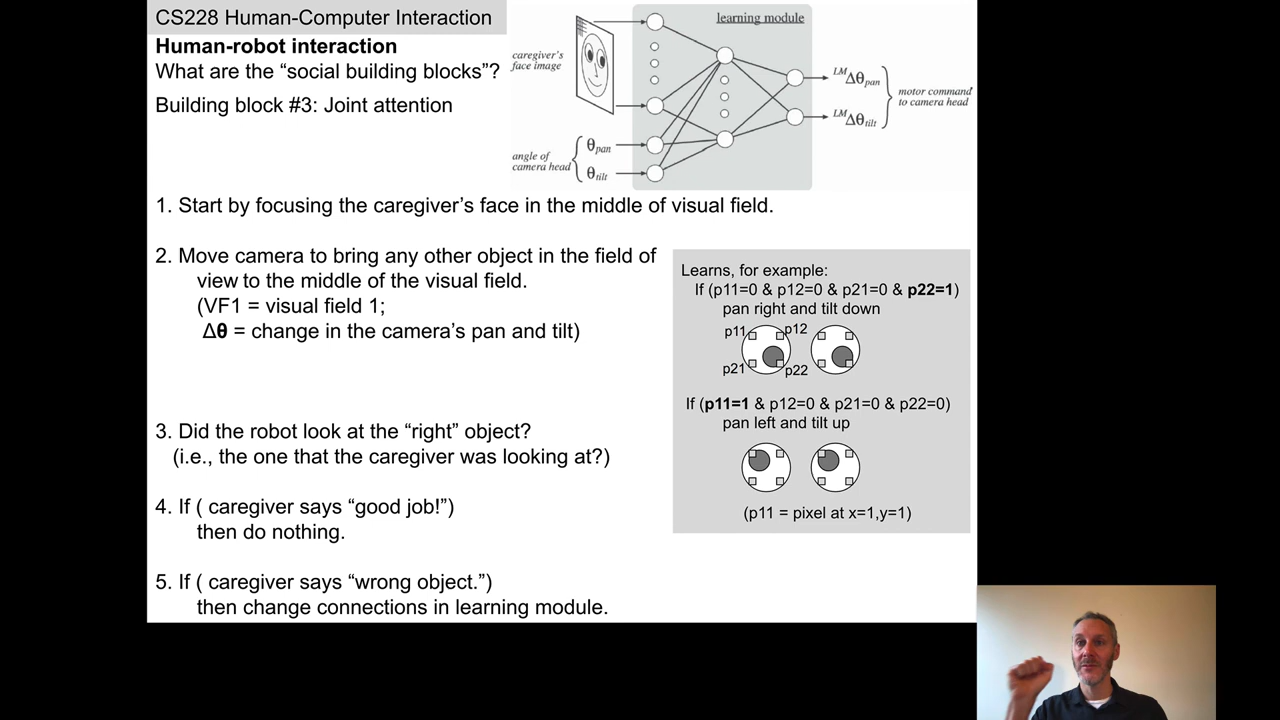 CS228 Human-Computer Interaction
Human-robot interaction
What are the “social building blocks”?
Building block #3: Joint attention
learning module
caregiver's
face image
angle of
camera head
θpan
θtilt
LMΔθpan
LMΔθtilt
motor command
to camera head
1. Start by focusing the caregiver’s face in the middle of visual field.
2. Move camera to bring any other object in the field of
view to the middle of the visual field.
(VF1 = visual field 1;
Δθ = change in the camera’s pan and tilt)
3. Did the robot look at the “right” object?
(i.e., the one that the caregiver was looking at?)
4. If ( caregiver says “good job!”)
then do nothing.
5. If ( caregiver says “wrong object.”)
then change connections in learning module.
Learns, for example:
If (p11=0 & p12=0 & p21=0 & p22=1)
pan right and tilt down
p11 p12
p21 p22
If (p11=1 & p12=0 & p21=0 & p22=0)
pan left and tilt up
(p11 = pixel at x=1,y=1)